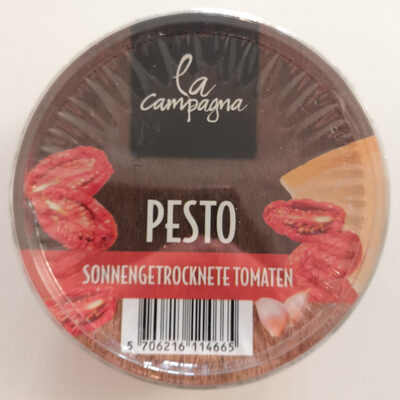 la
campagna
PESTO
SONNENGETROCKNETE TOMATEN
5 706216 114665